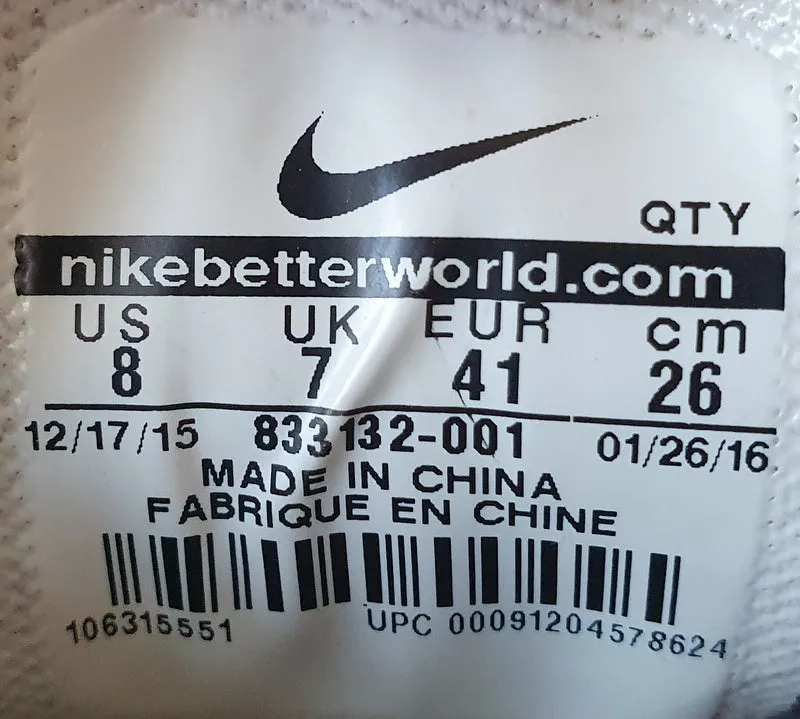 QTY
nikebetterworld.com
US UK EUR cm
8 7 41 26
12/17/15 833132-001 01/26/16
MADE IN CHINA
FABRIQUE EN CHINE
106315551 UPC 00091204578624